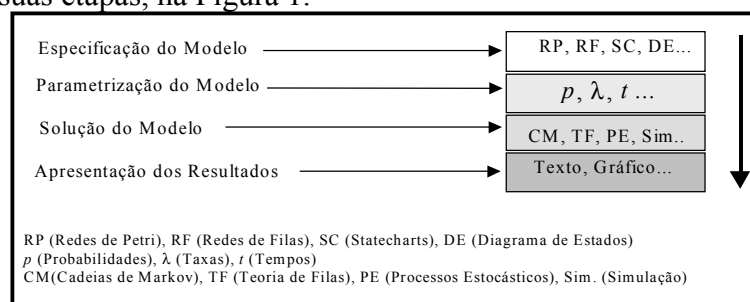 suas etapas, na Figura 1.
Especificação do Modelo RP, RF, SC, DE...
Parametrização do Modelo p, λ, t ...
Solução do Modelo CM, TF, PE, Sim..
Apresentação dos Resultados Texto, Gráfico...
RP (Redes de Petri), RF (Redes de Filas), SC (Statecharts), DE (Diagrama de Estados)
p (Probabilidades), λ (Taxas), t (Tempos)
CM(Cadeias de Markov), TF (Teoria de Filas), PE (Processos Estocásticos), Sim. (Simulação)